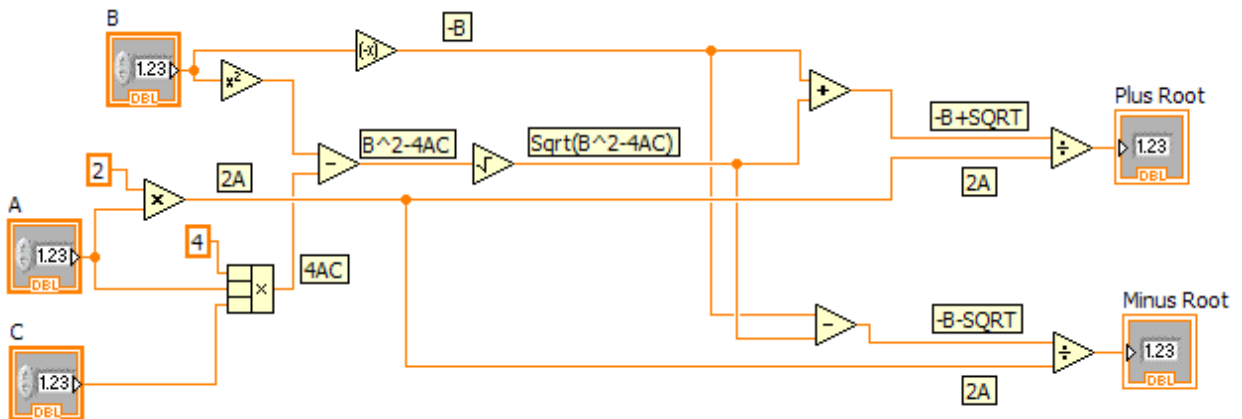 B
-B
1.23
DBL
(-x)
x²
+
Plus Root
-B+SQRT
÷
1.23
DBL
B^2-4AC
Sqrt(B^2-4AC)
-
√
2
2A
2A
A
x
1.23
DBL
4
4AC
x
Minus Root
-
-B-SQRT
C
÷
1.23
DBL
1.23
DBL
2A